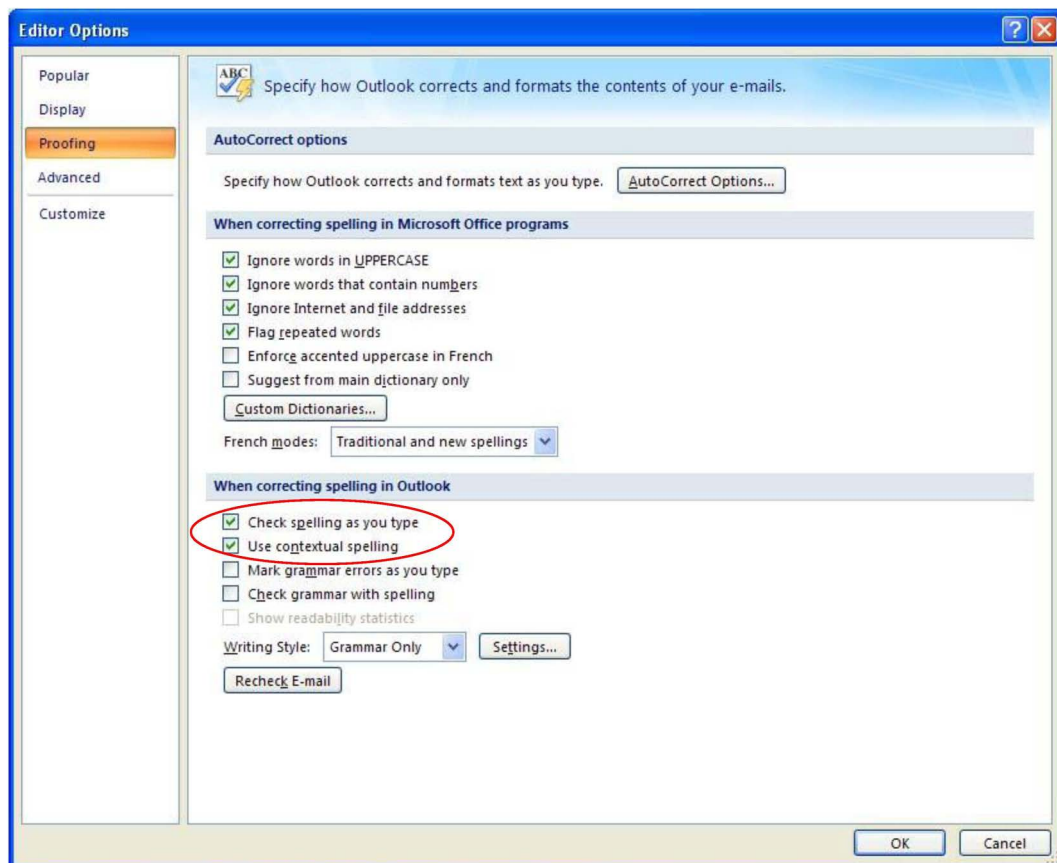 Editor Options
Popular
Display
Proofing
Advanced
Customize
ABC
Specify how Outlook corrects and formats the contents of your e-mails.
AutoCorrect options
Specify how Outlook corrects and formats text as you type. AutoCorrect Options...
When correcting spelling in Microsoft Office programs
Ignore words in UPPERCASE
Ignore words that contain numbers
Ignore Internet and file addresses
Flag repeated words
Enforce accented uppercase in French
Suggest from main dictionary only
Custom Dictionaries...
French modes: Traditional and new spellings
When correcting spelling in Outlook
Check spelling as you type
Use contextual spelling
Mark grammar errors as you type
Check grammar with spelling
Show readability statistics
Writing Style: Grammar Only Settings...
Recheck E-mail
OK Cancel